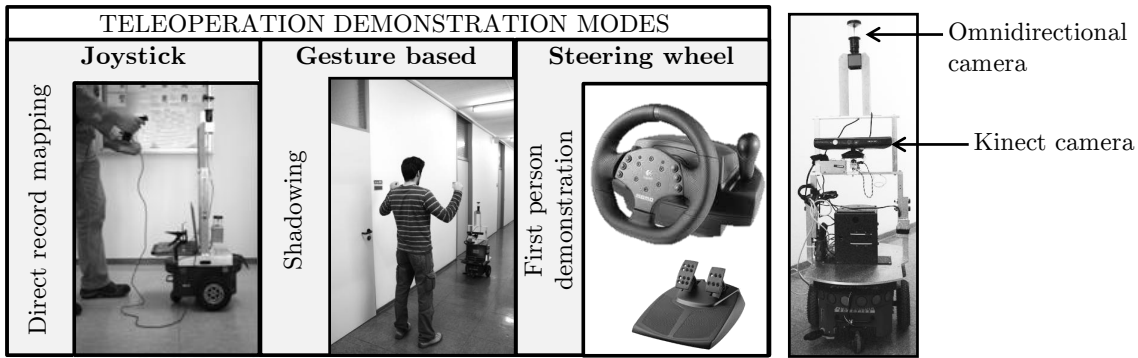 TELEOPERATION DEMONSTRATION MODES
Joystick
Direct record mapping
Gesture based
Shadowing
Steering wheel
First person
demonstration
Omnidirectional
camera
Kinect camera